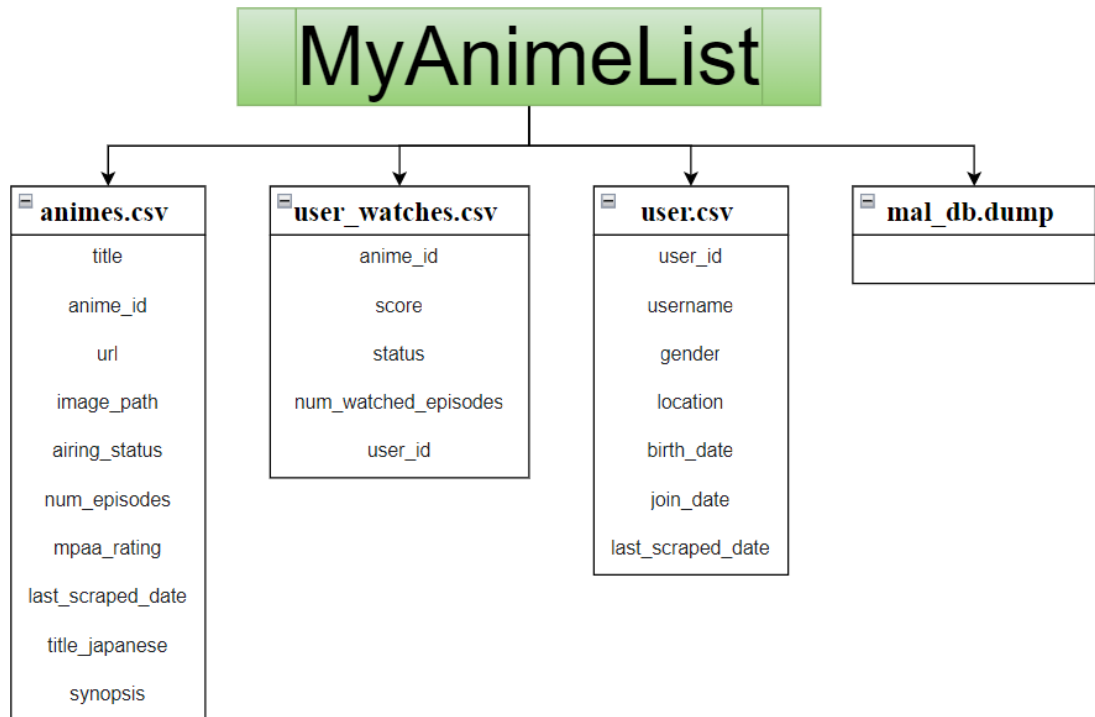 MyAnimeList
animes.csv
title
anime_id
url
image_path
airing_status
num_episodes
mpaa_rating
last_scraped_date
title_japanese
synopsis
user_watches.csv
anime_id
score
status
num_watched_episodes
user_id
user.csv
user_id
username
gender
location
birth_date
join_date
last_scraped_date
mal_db.dump